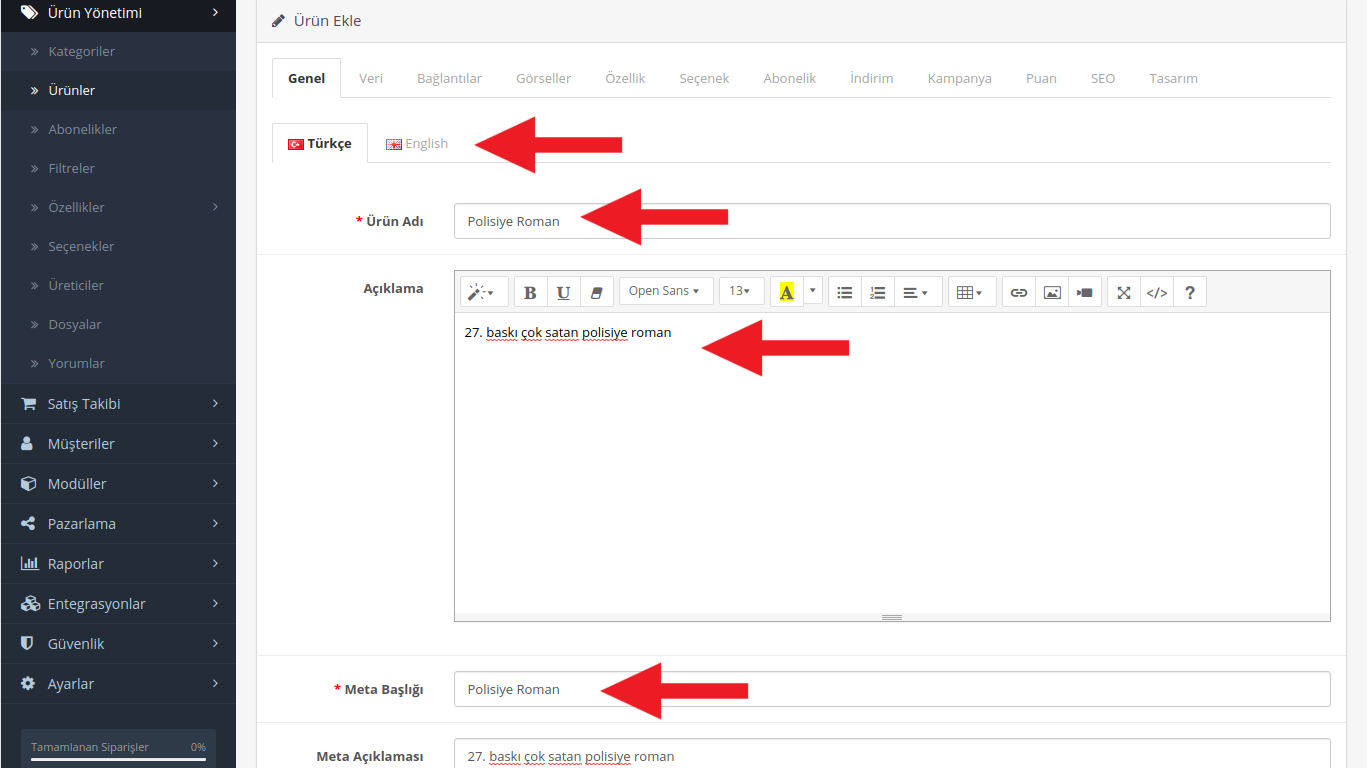 Ürün Yönetimi
Kategoriler
Ürünler
Abonelikler
Filtreler
Özellikler
Seçenekler
Üreticiler
Dosyalar
Yorumlar
Satış Takibi
Müşteriler
Modüller
Pazarlama
Raporlar
Entegrasyonlar
Güvenlik
Ayarlar
Tamamlanan Siparişler 0%
Ürün Ekle
Genel Veri Bağlantılar Görseller Özellik Seçenek Abonelik İndirim Kampanya Puan SEO Tasarım
Türkçe English
* Ürün Adı Polisiye Roman
Açıklama
B U Open Sans 13 A </> ?
27. baskı çok satan polisiye roman
* Meta Başlığı Polisiye Roman
Meta Açıklaması 27. baskı çok satan polisiye roman